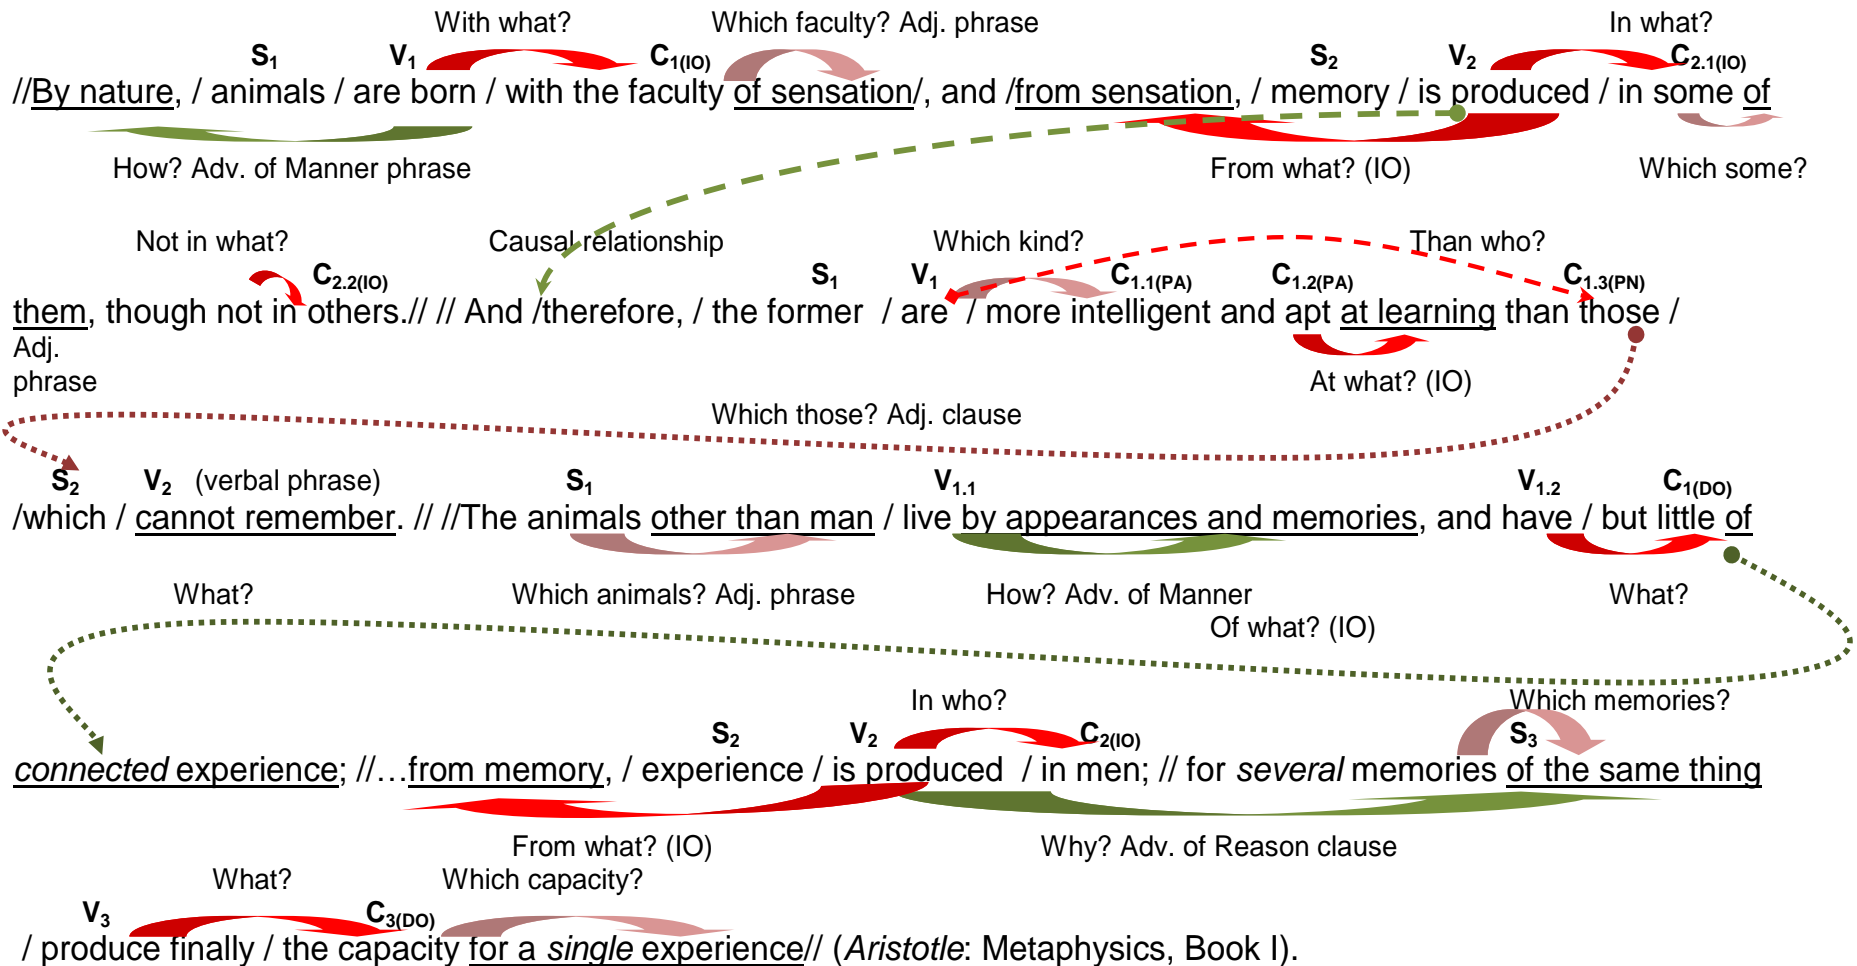 With what? Which faculty? Adj. phrase In what?
S1 V1 C1(IO) S2 V2 C2.1(IO)
//By nature, / animals / are born / with the faculty of sensation/, and /from sensation, / memory / is produced / in some of
How? Adv. of Manner phrase From what? (IO) Which some?
Not in what? Causal relationship Which kind? Than who?
C2.2(IO) S1 V1 C1.1(PA) C1.2(PA) C1.3(PN)
them, though not in others.// // And /therefore, / the former / are / more intelligent and apt at learning than those /
Adj.
phrase
At what? (IO)
Which those? Adj. clause
S2 V2 (verbal phrase) S1 V1.1 V1.2 C1(DO)
/which / cannot remember. // //The animals other than man / live by appearances and memories, and have / but little of
What? Which animals? Adj. phrase How? Adv. of Manner What?
Of what? (IO)
In who? Which memories?
S2 V2 C2(IO) S3
connected experience; //…from memory, / experience / is produced / in men; // for several memories of the same thing
From what? (IO) Why? Adv. of Reason clause
What? Which capacity?
V3 C3(DO)
/ produce finally / the capacity for a single experience// (Aristotle: Metaphysics, Book I).